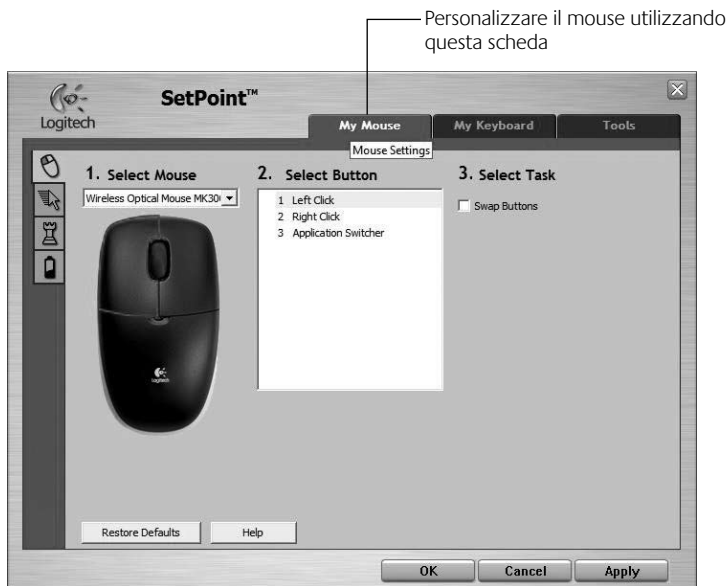 Personalizzare il mouse utilizzando
questa scheda
Logitech
SetPoint™
My Mouse
My Keyboard
Tools
Mouse Settings
1. Select Mouse
2. Select Button
3. Select Task
Wireless Optical Mouse MK30
1 Left Click
2 Right Click
3 Application Switcher
Swap Buttons
Logitech
Restore Defaults
Help
OK
Cancel
Apply